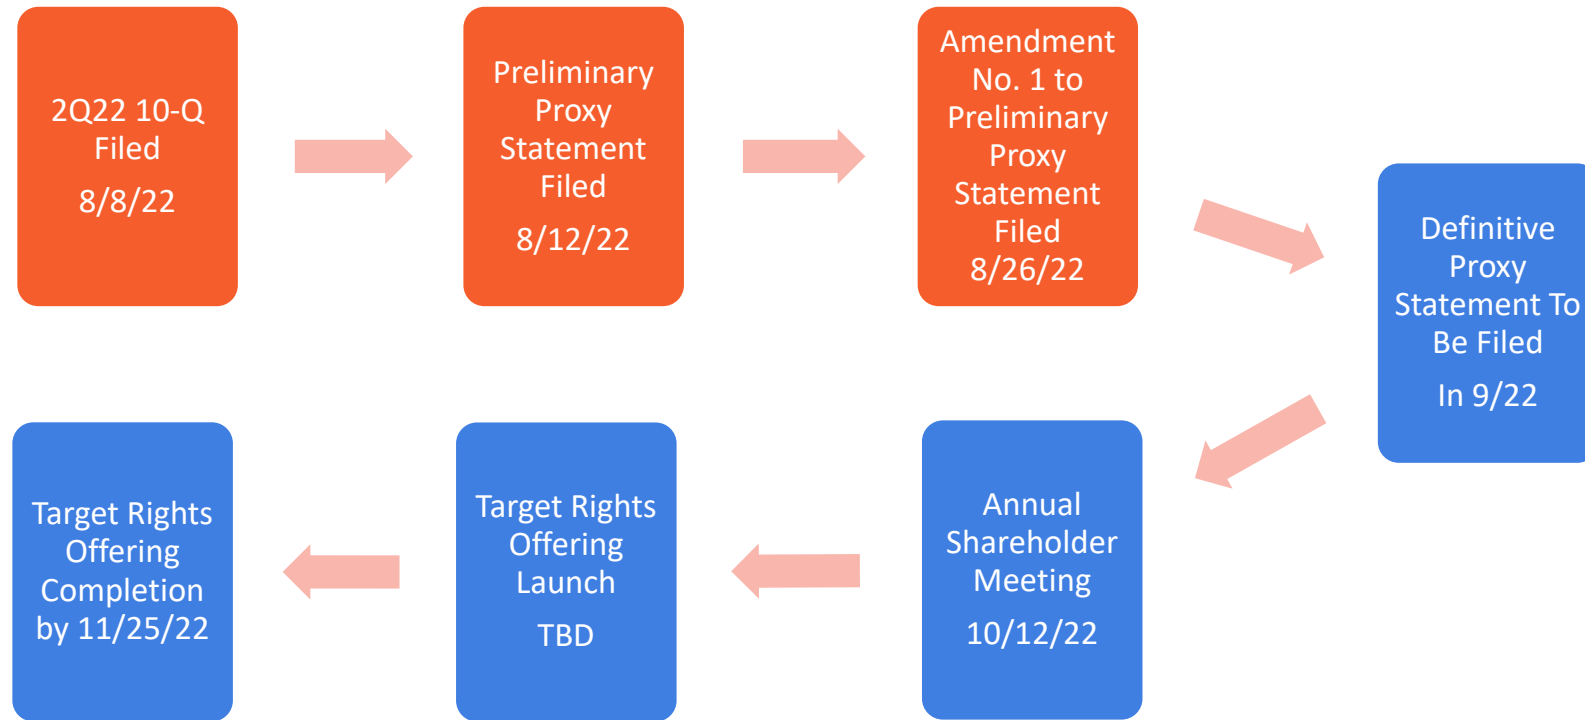 2Q22 10-Q
Filed
8/8/22
Preliminary
Proxy
Statement
Filed
8/12/22
Amendment
No. 1 to
Preliminary
Proxy
Statement
Filed
8/26/22
Definitive
Proxy
Statement To
Be Filed
In 9/22
Annual
Shareholder
Meeting
10/12/22
Target Rights
Offering
Launch
TBD
Target Rights
Offering
Completion
by 11/25/22